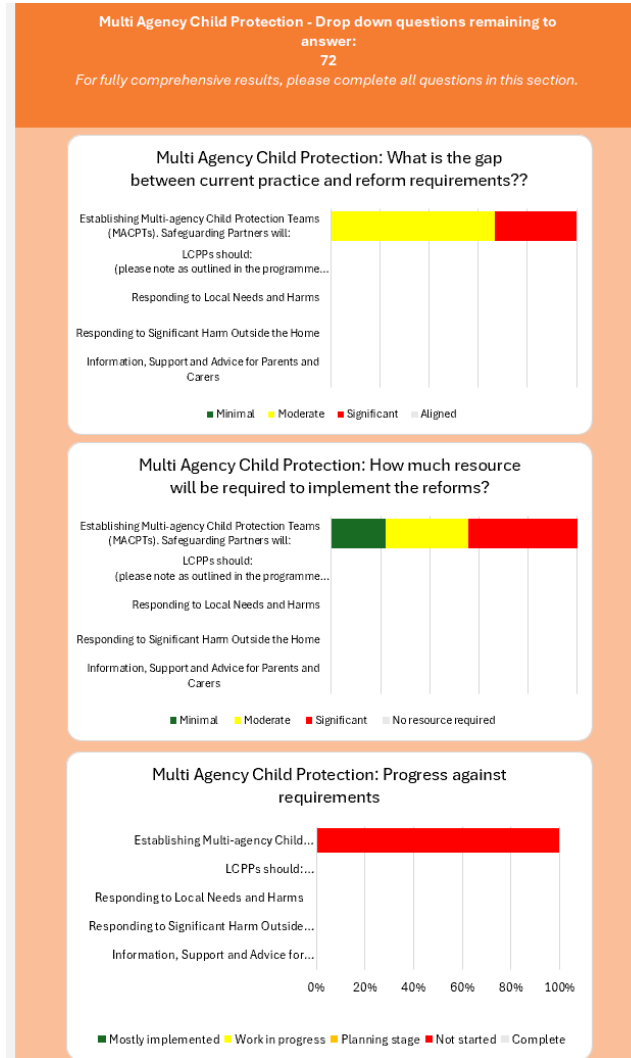 Multi Agency Child Protection - Drop down questions remaining to
answer:
72
For fully comprehensive results, please complete all questions in this section.
Multi Agency Child Protection: What is the gap
between current practice and reform requirements??
Establishing Multi-agency Child Protection Teams
(MACPTs). Safeguarding Partners will:
LCPPs should:
(please note as outlined in the programme...
Responding to Local Needs and Harms
Responding to Significant Harm Outside the Home
Information, Support and Advice for Parents and
Carers
Minimal Moderate Significant Aligned
Multi Agency Child Protection: How much resource
will be required to implement the reforms?
Establishing Multi-agency Child Protection Teams
(MACPTs). Safeguarding Partners will:
LCPPs should:
(please note as outlined in the programme...
Responding to Local Needs and Harms
Responding to Significant Harm Outside the Home
Information, Support and Advice for Parents and
Carers
Minimal Moderate Significant No resource required
Multi Agency Child Protection: Progress against
requirements
Establishing Multi-agency Child...
LCPPs should:...
Responding to Local Needs and Harms
Responding to Significant Harm Outside...
Information, Support and Advice for...
0% 20% 40% 60% 80% 100%
Mostly implemented Work in progress Planning stage Not started Complete